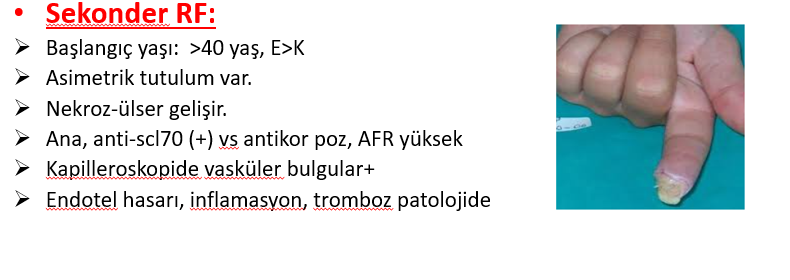 • Sekonder RF:
➢ Başlangıç yaşı:  >40 yaş, E>K
➢ Asimetrik tutulum var.
➢ Nekroz-ülser gelişir.
➢ Ana, anti-scl70 (+) vs antikor poz, AFR yüksek
➢ Kapilleroskopide vasküler bulgular+
➢ Endotel hasarı, inflamasyon, tromboz patolojide